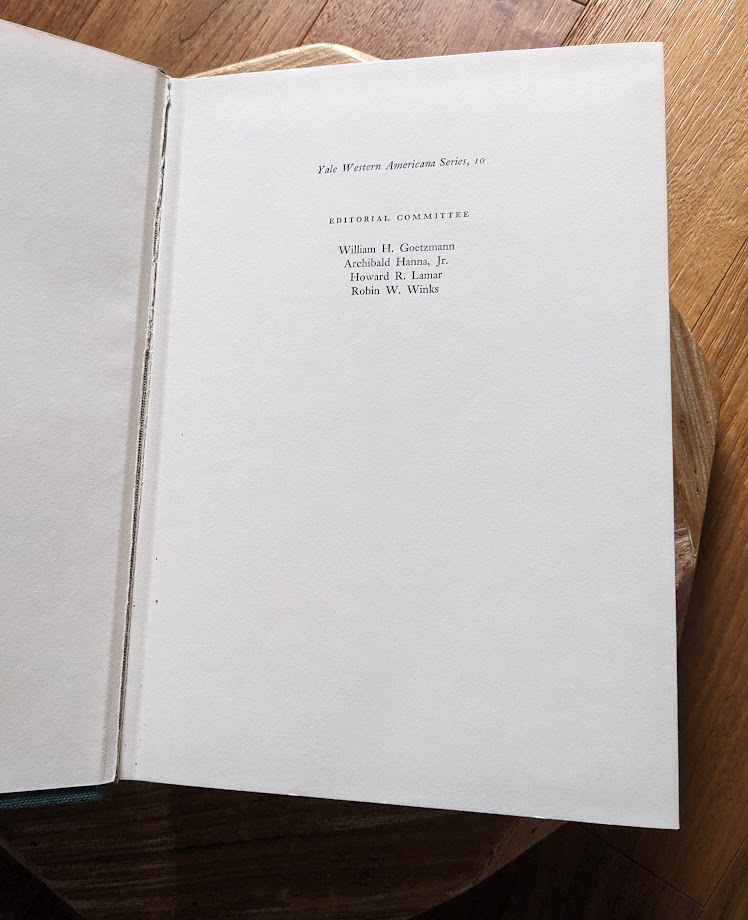 Yale Western Americana Series, 10
EDITORIAL COMMITTEE
William H. Goetzmann
Archibald Hanna, Jr.
Howard R. Lamar
Robin W. Winks